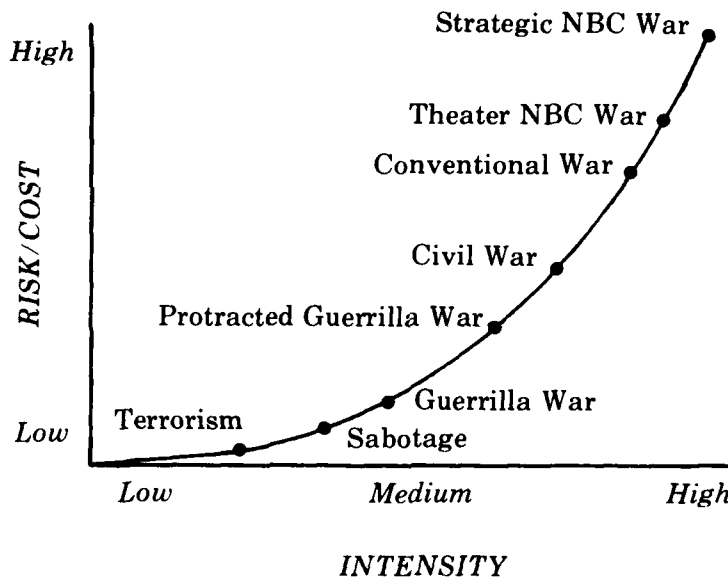 Strategic NBC War
High
Theater NBC War
Conventional War
RISK/COST
Civil War
Protracted Guerrilla War
Guerrilla War
Terrorism
Low
Sabotage
Low
Medium
High
INTENSITY